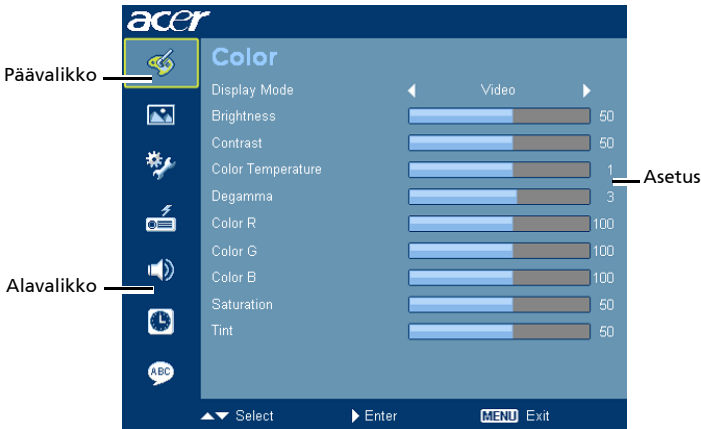 acer
Color
Päävalikko
Display Mode Video
Brightness 50
Contrast 50
Color Temperature 1
Asetus
Degamma 3
Color R 100
Color G 100
Color B 100
Alavalikko
Saturation 50
Tint 50
ABC
Select Enter MENU Exit